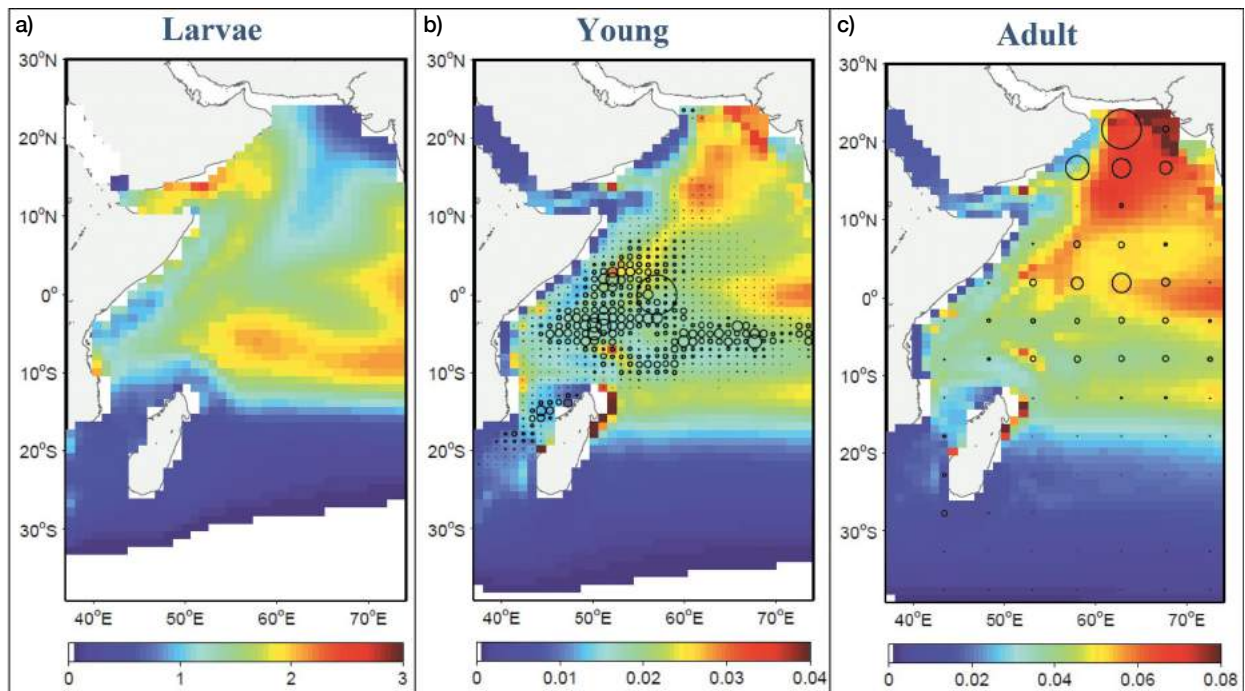 a) Larvae
30°N
20°N
10°N
0°
10°S
20°S
30°S
40°E 50°E 60°E 70°E
0 1 2 3
b) Young
30°N
20°N
10°N
0°
10°S
20°S
30°S
40°E 50°E 60°E 70°E
0 0.01 0.02 0.03 0.04
c) Adult
30°N
20°N
10°N
0°
10°S
20°S
30°S
40°E 50°E 60°E 70°E
0 0.02 0.04 0.06 0.08